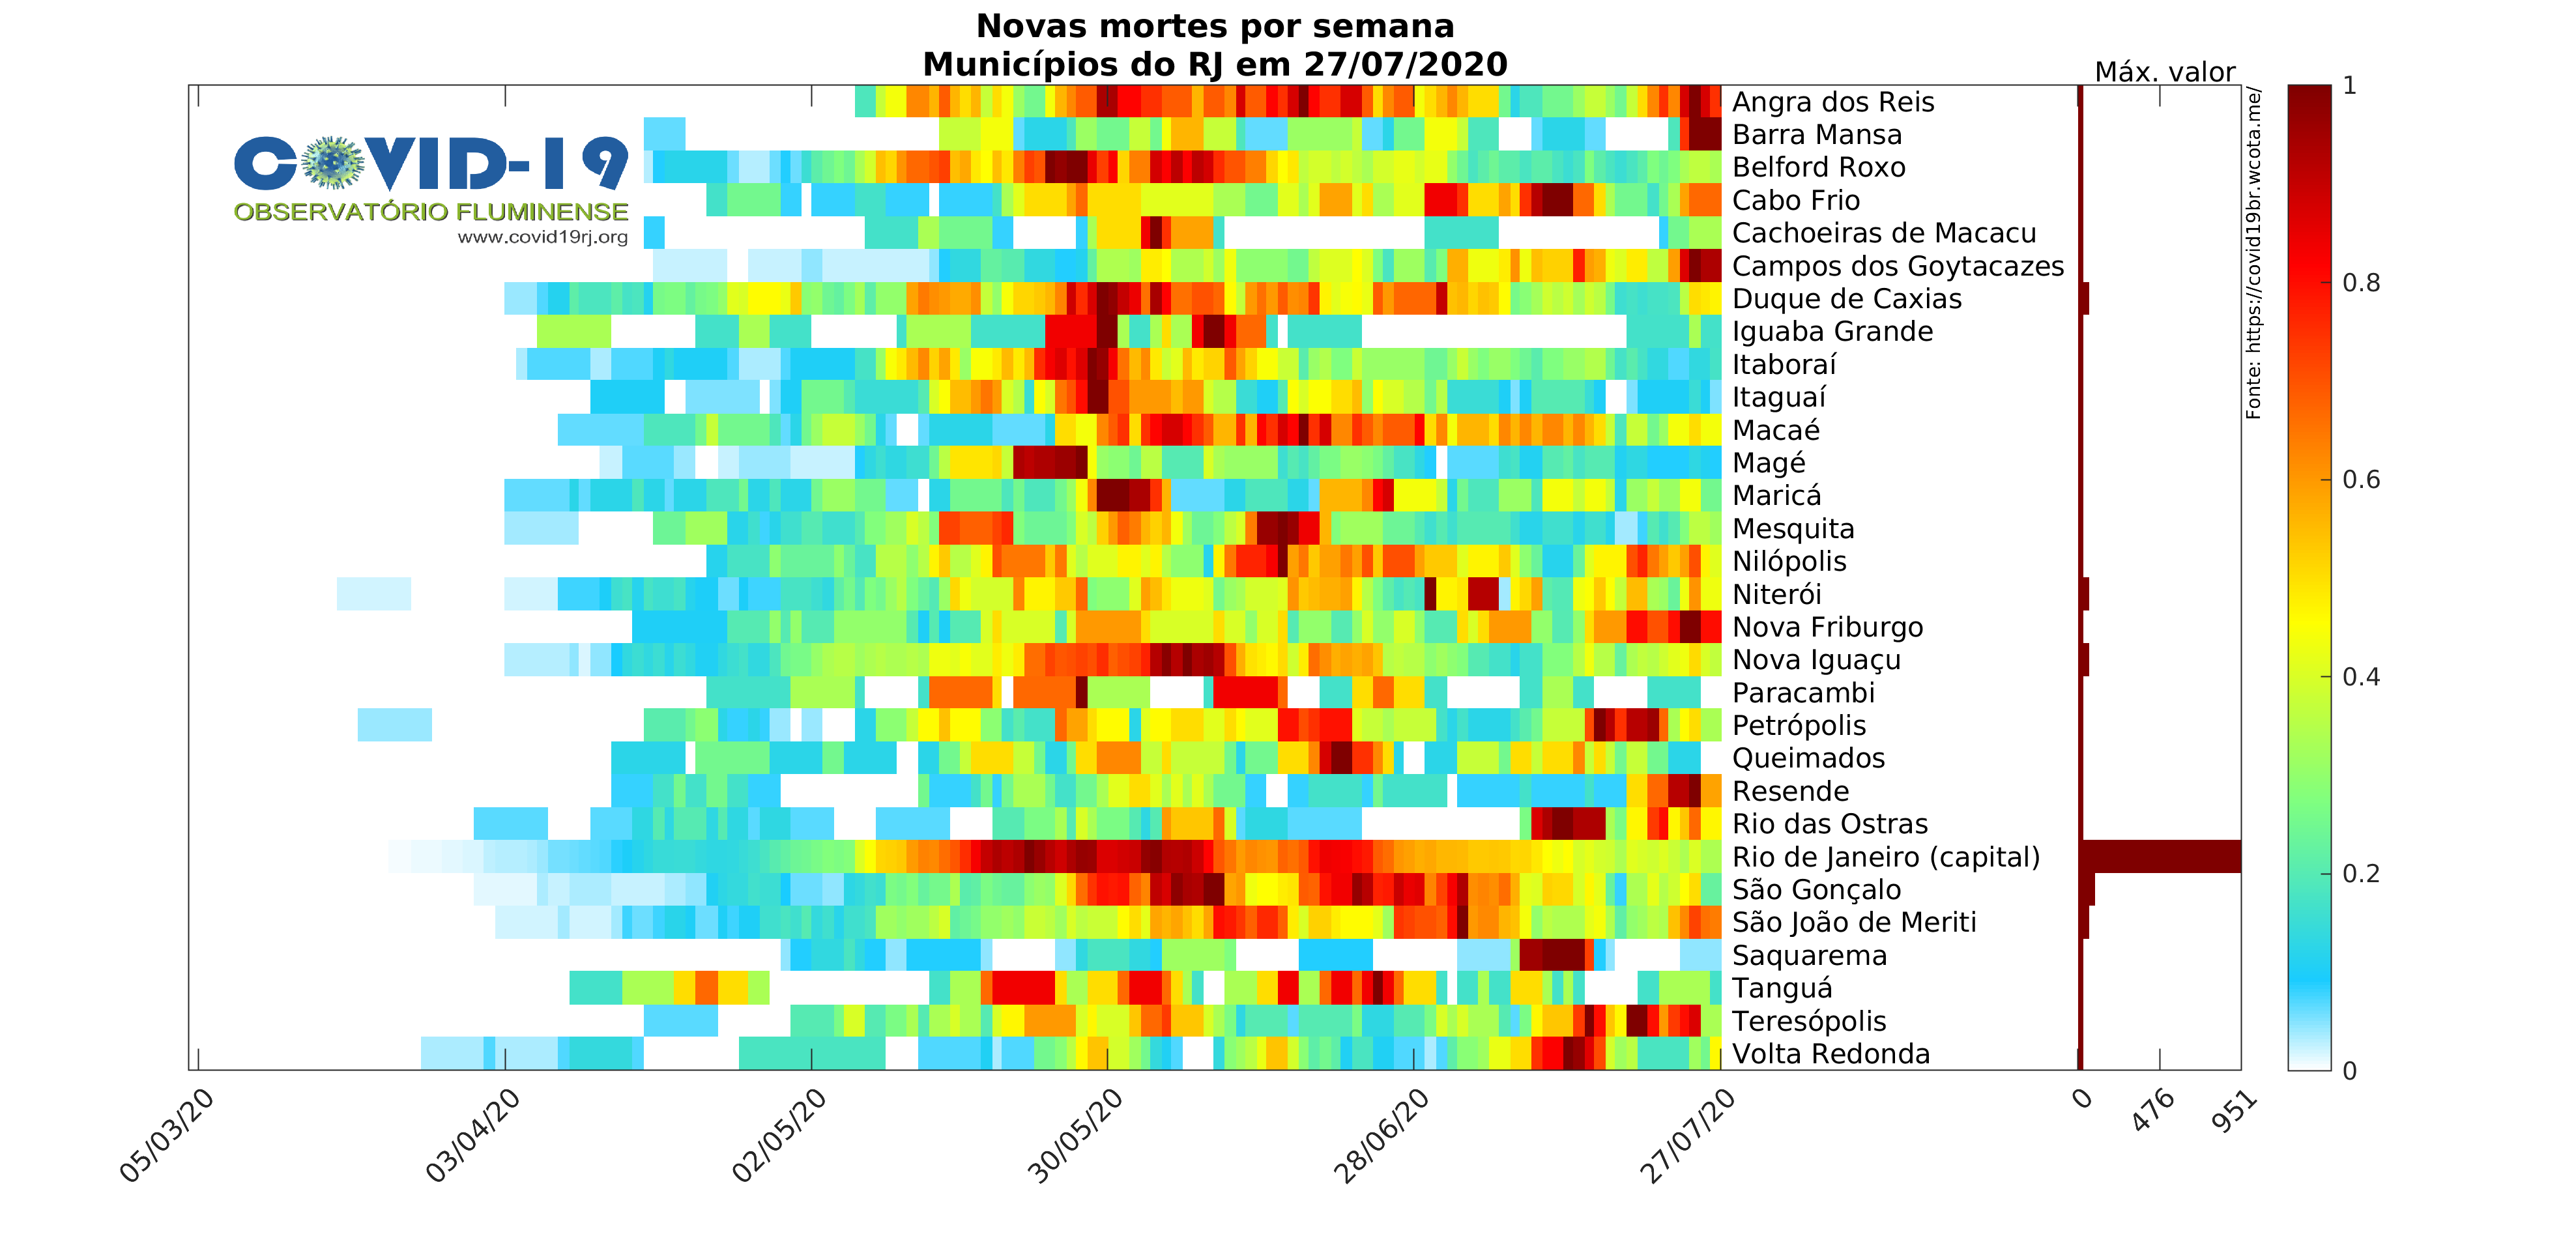 Novas mortes por semana
Municípios do RJ em 27/07/2020
Máx. valor
COVID-19
OBSERVATÓRIO FLUMINENSE
www.covid19rj.org
Angra dos Reis
Barra Mansa
Belford Roxo
Cabo Frio
Cachoeiras de Macacu
Campos dos Goytacazes
Duque de Caxias
Iguaba Grande
Itaboraí
Itaguaí
Macaé
Magé
Maricá
Mesquita
Nilópolis
Niterói
Nova Friburgo
Nova Iguaçu
Paracambi
Petrópolis
Queimados
Resende
Rio das Ostras
Rio de Janeiro (capital)
São Gonçalo
São João de Meriti
Saquarema
Tanguá
Teresópolis
Volta Redonda
Fonte: https://covid19br.wcota.me/
1
0.8
0.6
0.4
0.2
0
05/03/20
03/04/20
02/05/20
30/05/20
28/06/20
27/07/20
0
476
951